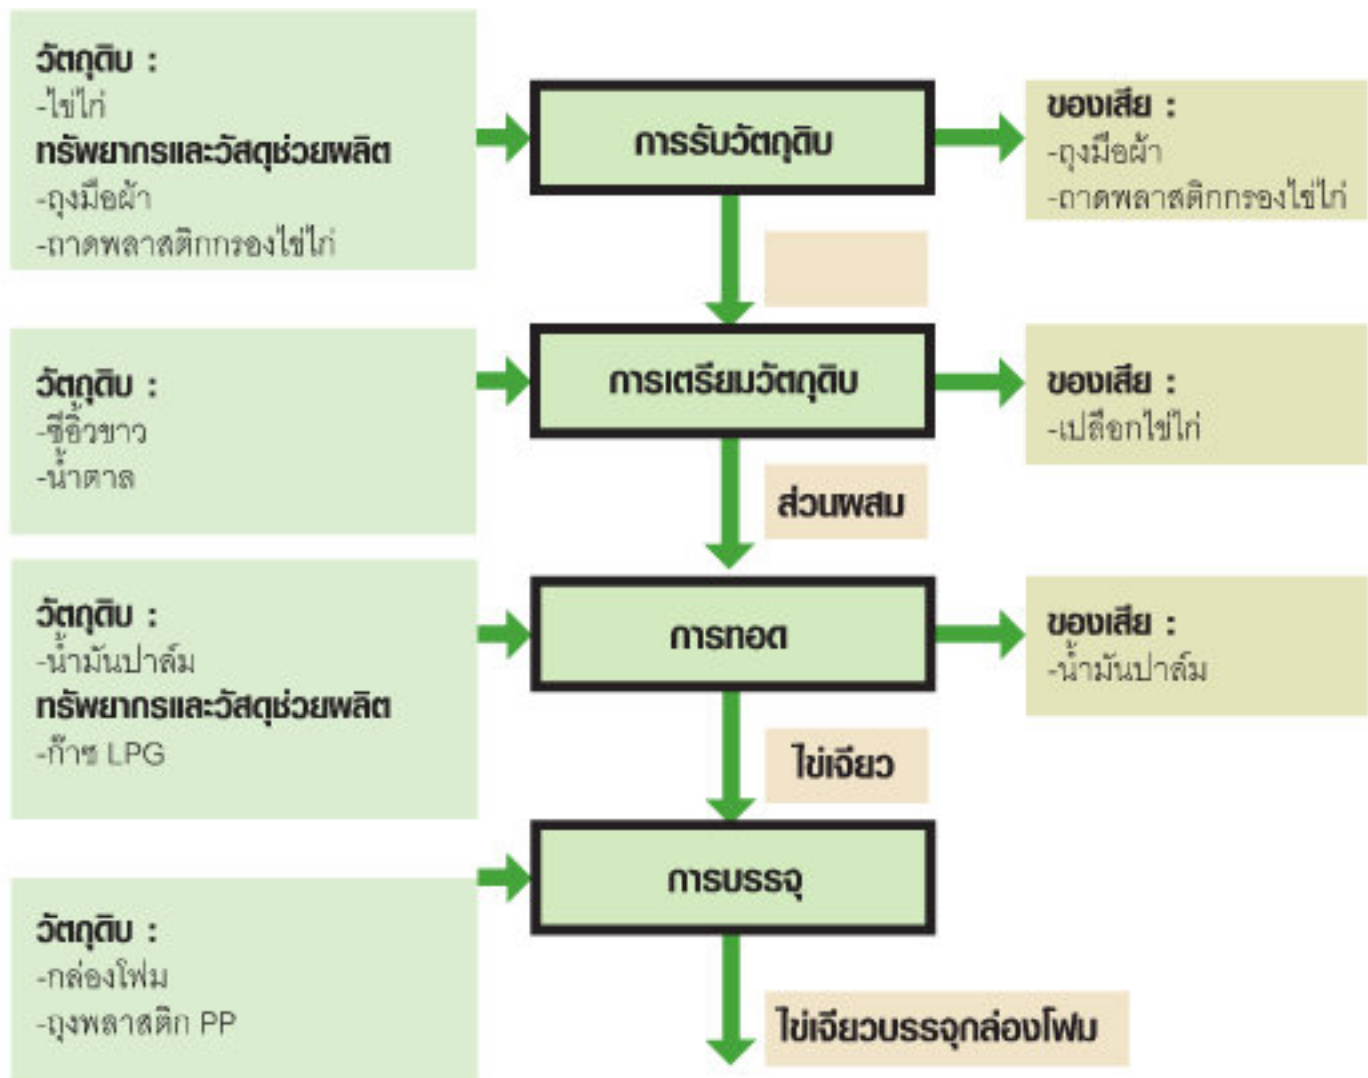 วัตถุดิบ :
-ไข่ไก่
ทรัพยากรและวัสดุช่วยผลิต
-ถุงมือผ้า
-ถาดพลาสติกกรองไข่ไก่
การรับวัตถุดิบ
ของเสีย :
-ถุงมือผ้า
-ถาดพลาสติกกรองไข่ไก่
วัตถุดิบ :
-ซีอิ้วขาว
-น้ำตาล
การเตรียมวัตถุดิบ
ของเสีย :
-เปลือกไข่ไก่
ส่วนผสม
วัตถุดิบ :
-น้ำมันปาล์ม
ทรัพยากรและวัสดุช่วยผลิต
-ก๊าซ LPG
การทอด
ของเสีย :
-น้ำมันปาล์ม
ไข่เจียว
วัตถุดิบ :
-กล่องโฟม
-ถุงพลาสติก PP
การบรรจุ
ไข่เจียวบรรจุกล่องโฟม